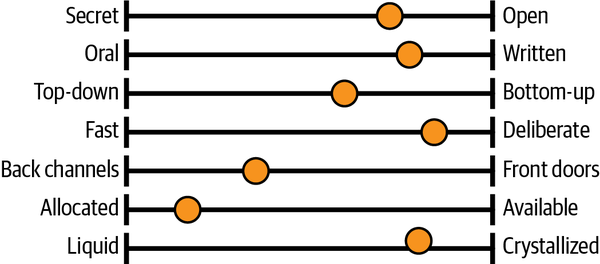 Secret Open
Oral Written
Top-down Bottom-up
Fast Deliberate
Back channels Front doors
Allocated Available
Liquid Crystallized